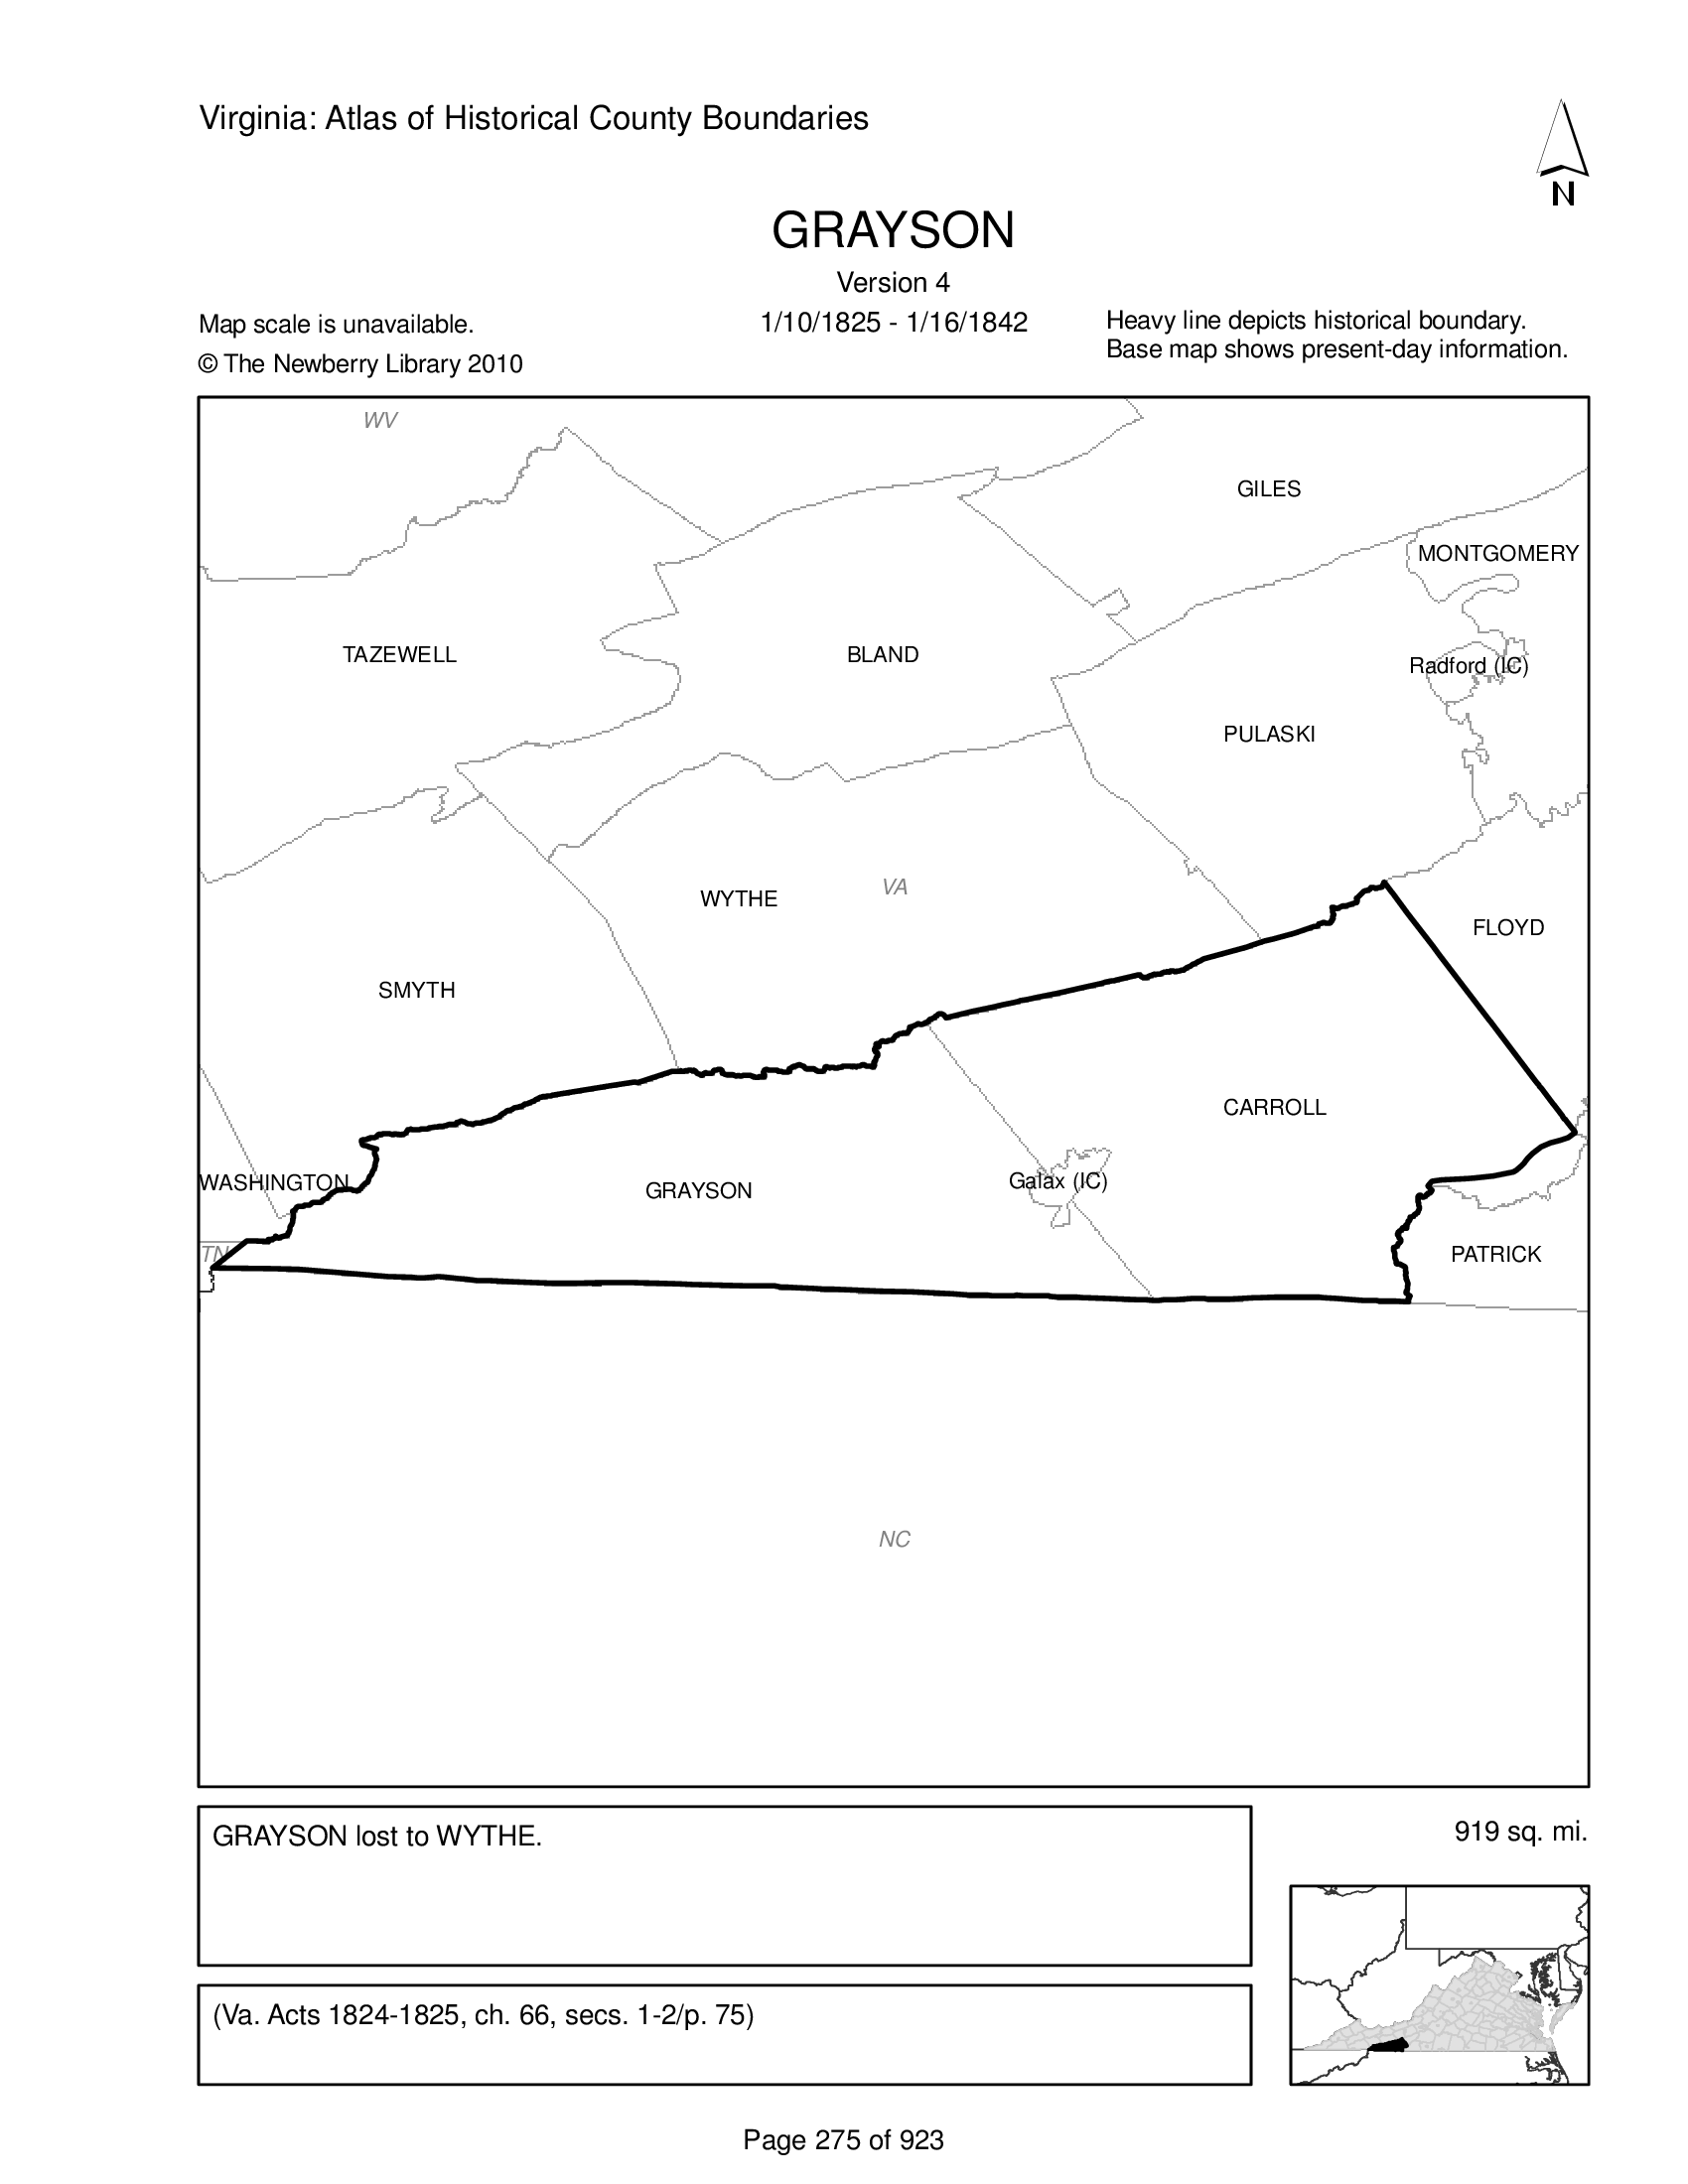 Virginia: Atlas of Historical County Boundaries
N
GRAYSON
Version 4
Map scale is unavailable.
1/10/1825 - 1/16/1842
Heavy line depicts historical boundary.
© The Newberry Library 2010
Base map shows present-day information.
WV
GILES
MONTGOMERY
TAZEWELL
BLAND
Radford (IC)
PULASKI
WYTHE
VA
FLOYD
SMYTH
CARROLL
WASHINGTON
GRAYSON
Galax (IC)
TN
PATRICK
NC
GRAYSON lost to WYTHE.
919 sq. mi.
(Va. Acts 1824-1825, ch. 66, secs. 1-2/p. 75)
Page 275 of 923